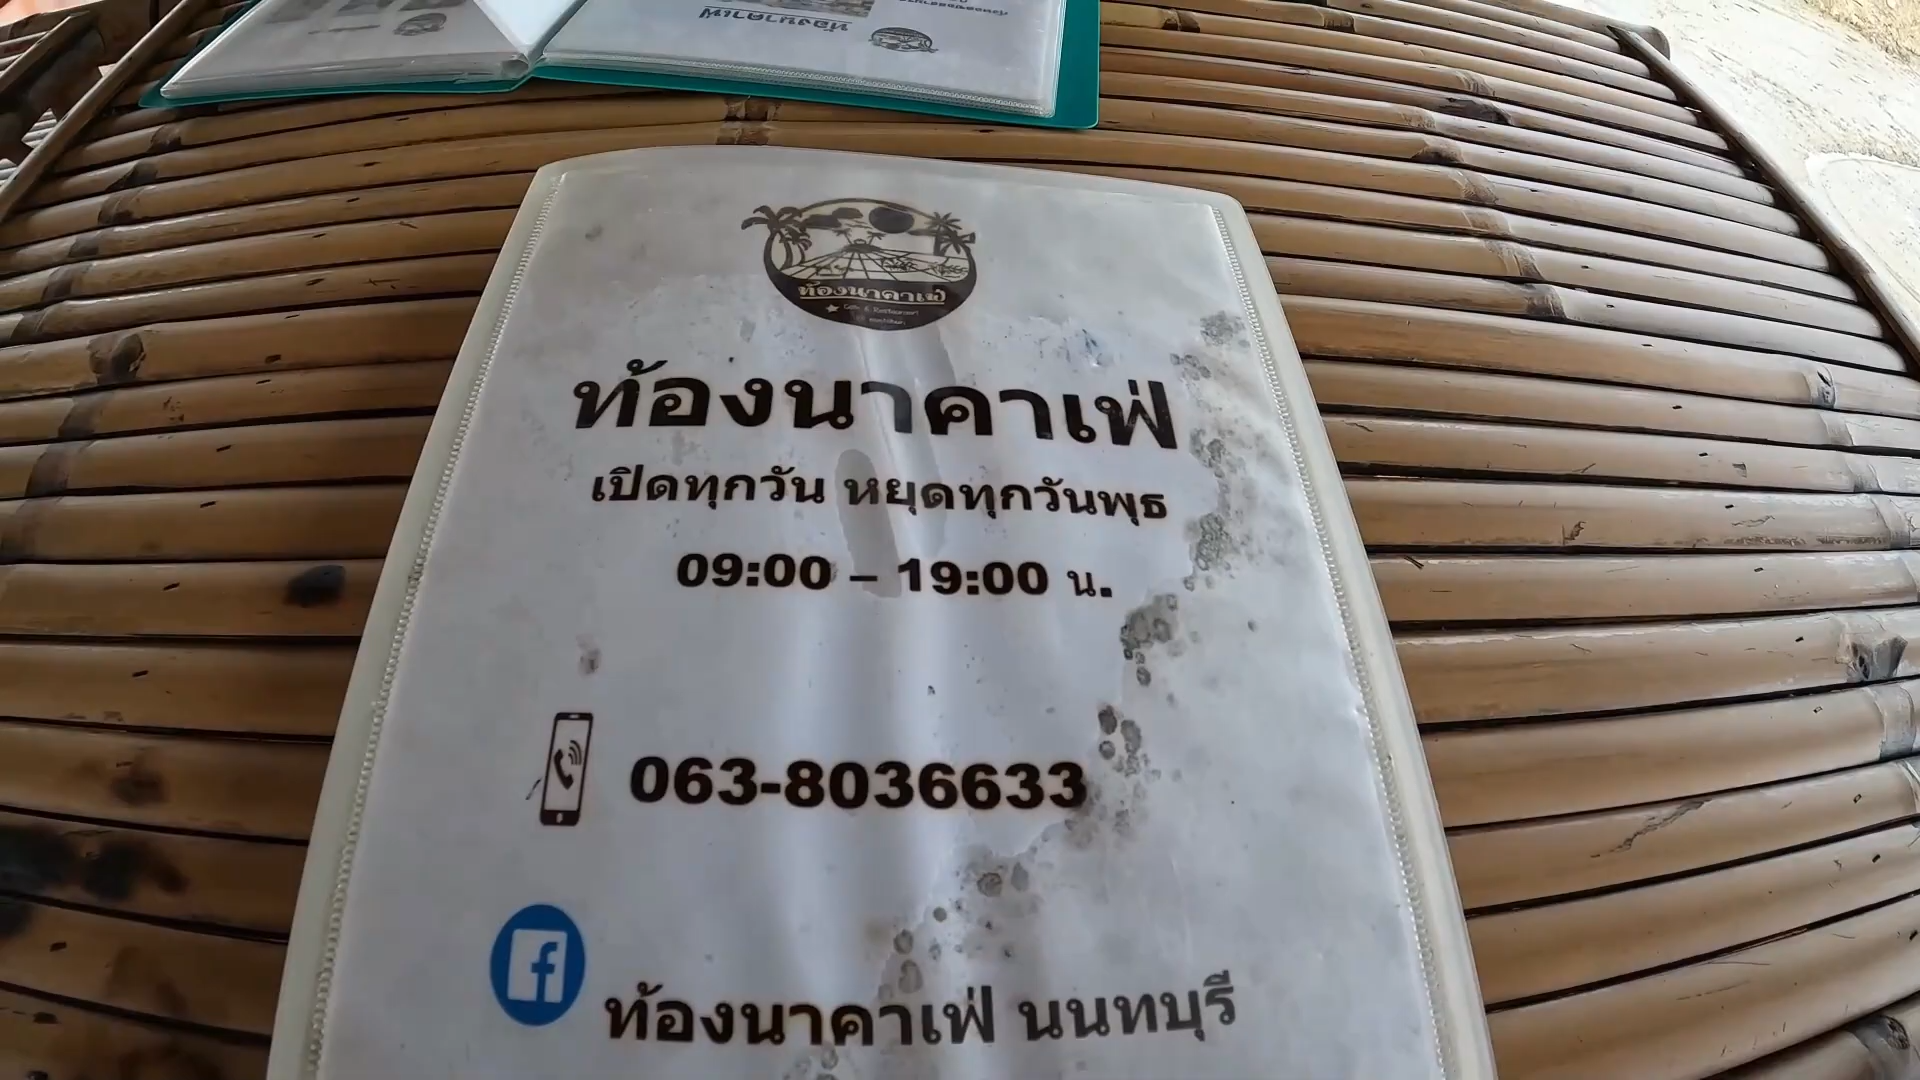 ท้องนาคาเฟ่
Cafe & Restaurant
ท้องนาคาเฟ่
เปิดทุกวัน หยุดทุกวันพุธ
09:00 – 19:00 น.
063-8036633
ท้องนาคาเฟ่ นนทบุรี